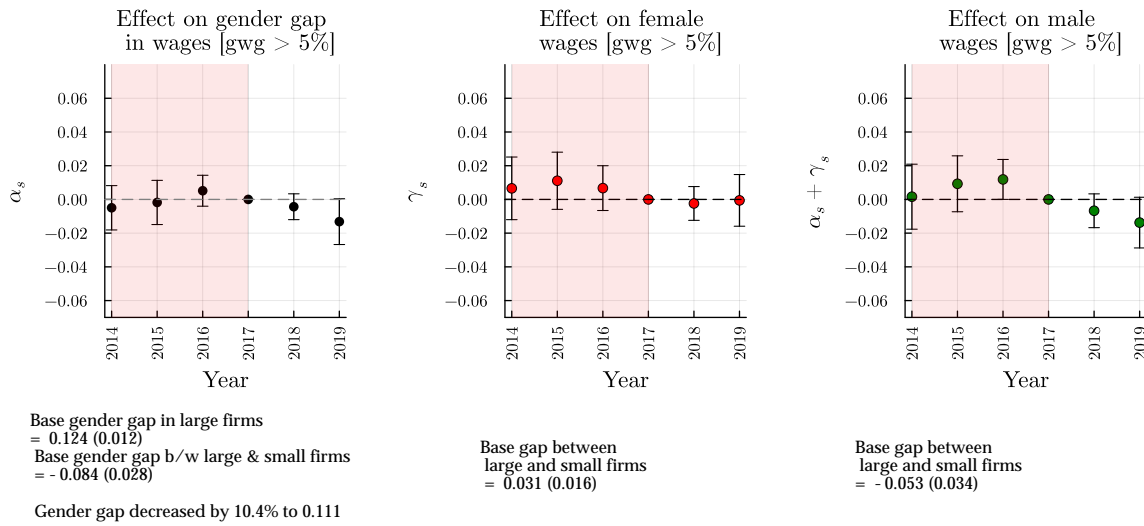 Effect on gender gap
in wages [gwg > 5%]
0.06
0.04
0.02
0.00
−0.02
−0.04
−0.06
α_s
2014
2015
2016
2017
2018
2019
Year
Base gender gap in large firms
= 0.124 (0.012)
Base gender gap b/w large & small firms
= - 0.084 (0.028)
Gender gap decreased by 10.4% to 0.111
Effect on female
wages [gwg > 5%]
0.06
0.04
0.02
0.00
−0.02
−0.04
−0.06
γ_s
2014
2015
2016
2017
2018
2019
Year
Base gap between
large and small firms
= 0.031 (0.016)
Effect on male
wages [gwg > 5%]
0.06
0.04
0.02
0.00
−0.02
−0.04
−0.06
α_s + γ_s
2014
2015
2016
2017
2018
2019
Year
Base gap between
large and small firms
= - 0.053 (0.034)